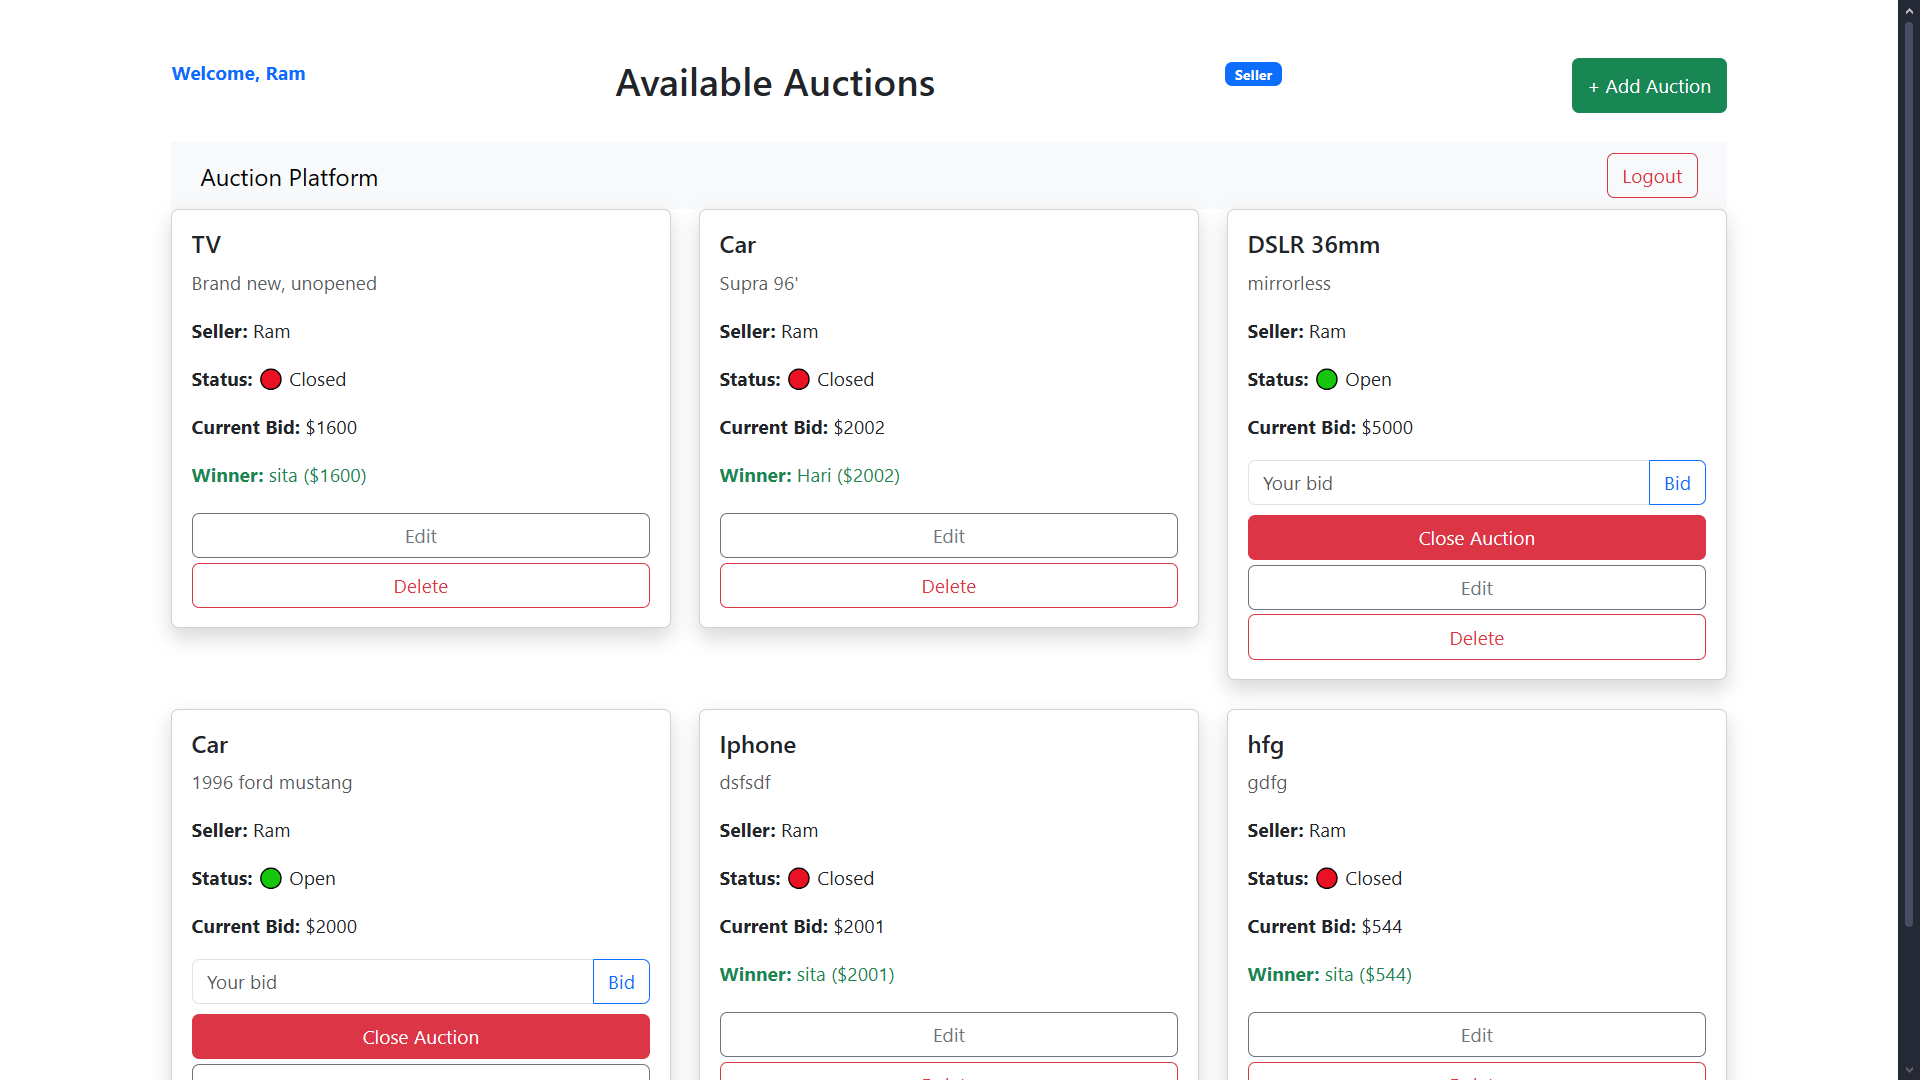 Welcome, Ram
Available Auctions
Seller
+ Add Auction
Auction Platform
Logout
TV
Brand new, unopened
Seller: Ram
Status: Closed
Current Bid: $1600
Winner: sita ($1600)
Edit
Delete
Car
Supra 96'
Seller: Ram
Status: Closed
Current Bid: $2002
Winner: Hari ($2002)
Edit
Delete
DSLR 36mm
mirrorless
Seller: Ram
Status: Open
Current Bid: $5000
Your bid
Bid
Close Auction
Edit
Delete
Car
1996 ford mustang
Seller: Ram
Status: Open
Current Bid: $2000
Your bid
Bid
Close Auction
Iphone
dsfsdf
Seller: Ram
Status: Closed
Current Bid: $2001
Winner: sita ($2001)
Edit
hfg
gdfg
Seller: Ram
Status: Closed
Current Bid: $544
Winner: sita ($544)
Edit